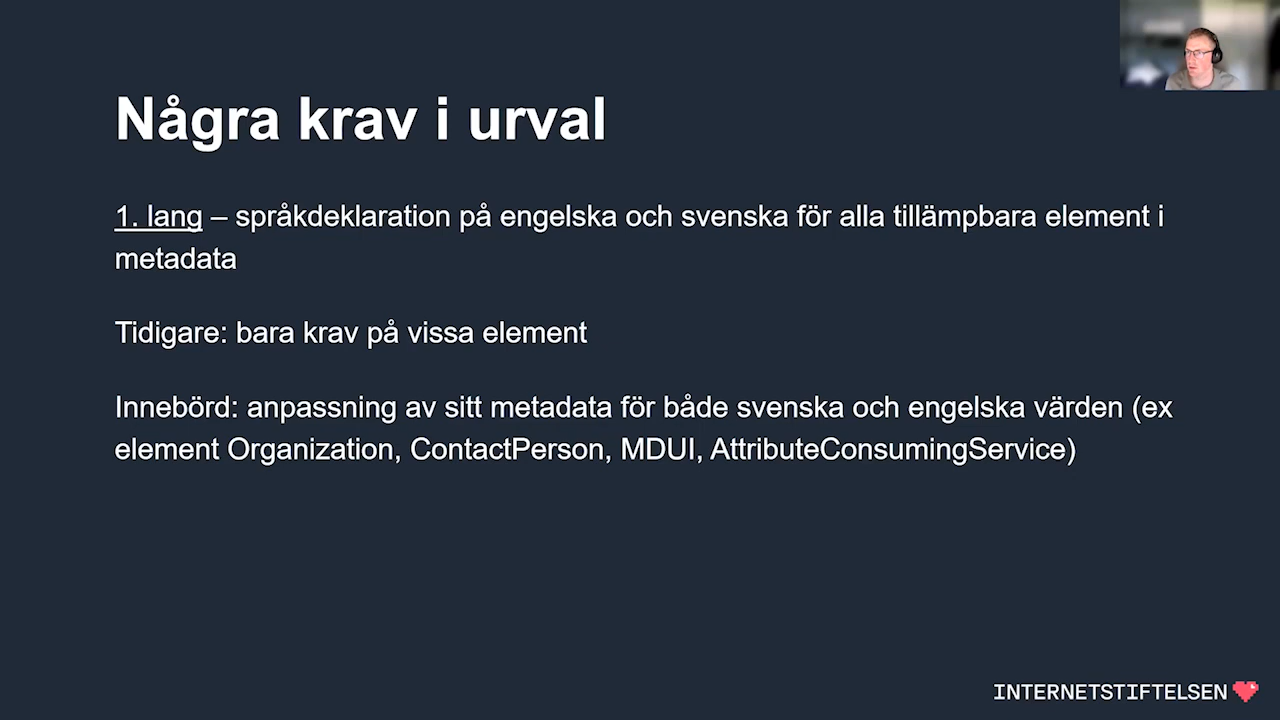 Några krav i urval
1. lang – språkdeklaration på engelska och svenska för alla tillämpbara element i
metadata
Tidigare: bara krav på vissa element
Innebörd: anpassning av sitt metadata för både svenska och engelska värden (ex
element Organization, ContactPerson, MDUI, AttributeConsumingService)
INTERNETSTIFTELSEN